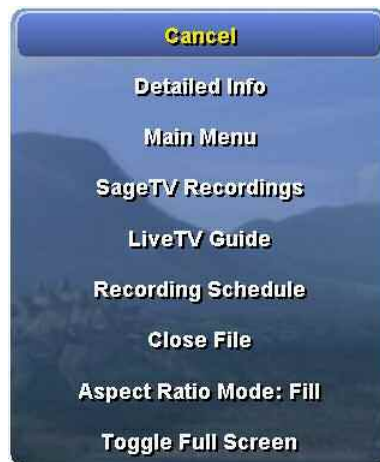 Cancel
Detailed Info
Main Menu
SageTV Recordings
LiveTV Guide
Recording Schedule
Close File
Aspect Ratio Mode: Fill
Toggle Full Screen